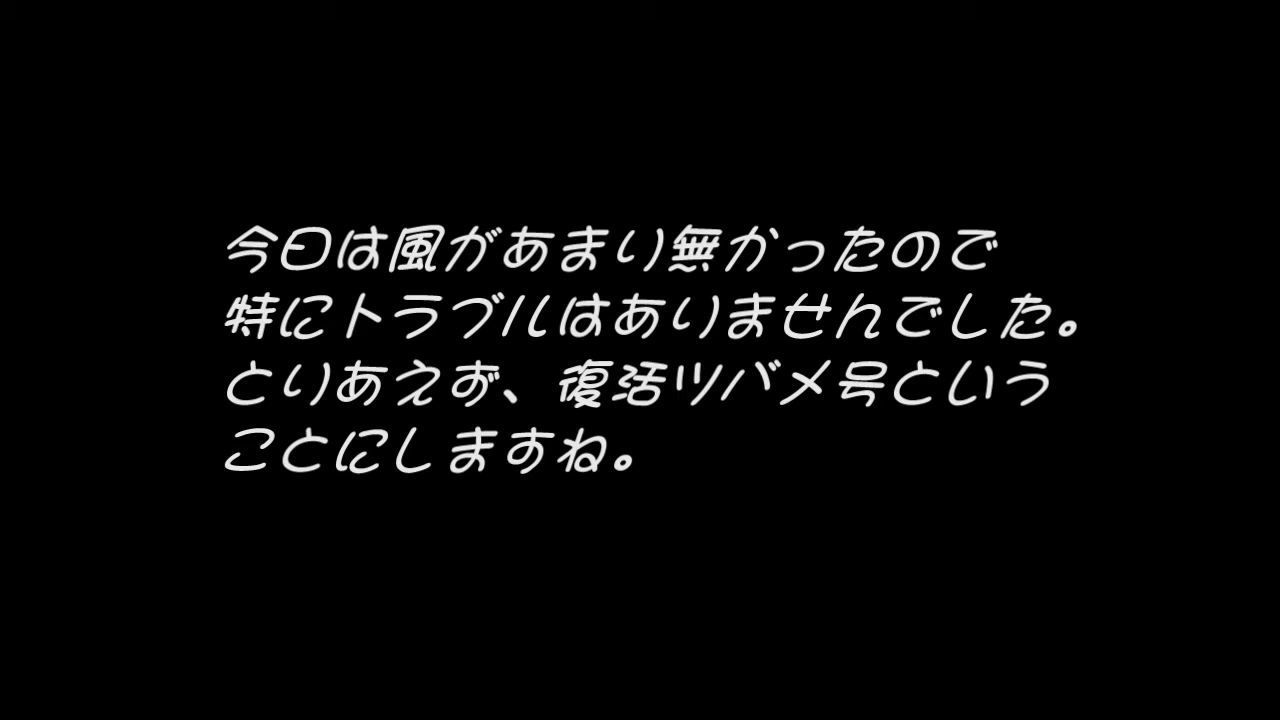 今日は風があまり無かったので
特にトラブルはありませんでした。
とりあえず、復活ツバメ号という
ことにしますね。